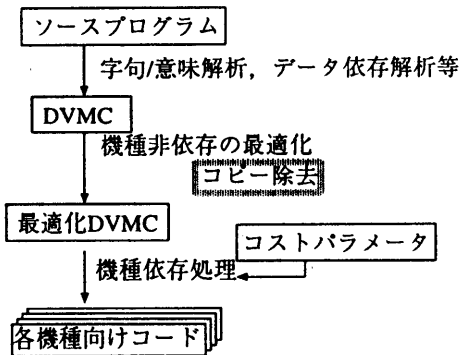 ソースプログラム
字句/意味解析，データ依存解析等
DVMC
機種非依存の最適化
コピー除去
最適化DVMC
コストパラメータ
機種依存処理
各機種向けコード